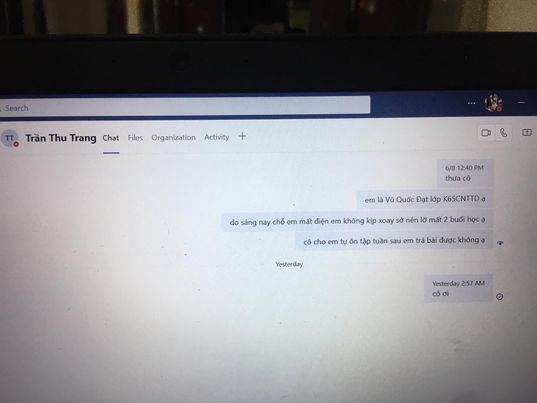 Search
TT
Trần Thu Trang Chat Files Organization Activity
6/8 12:40 PM
thưa cô
em là Vũ Quốc Đạt lớp K65CNTTD ạ
do sáng nay chỗ em mất điện em không kịp xoay sở nên lỡ mất 2 buổi học ạ
cô cho em tự ôn tập tuần sau em trả bài được không ạ
Yesterday
Yesterday 2:57 AM
cô ơi